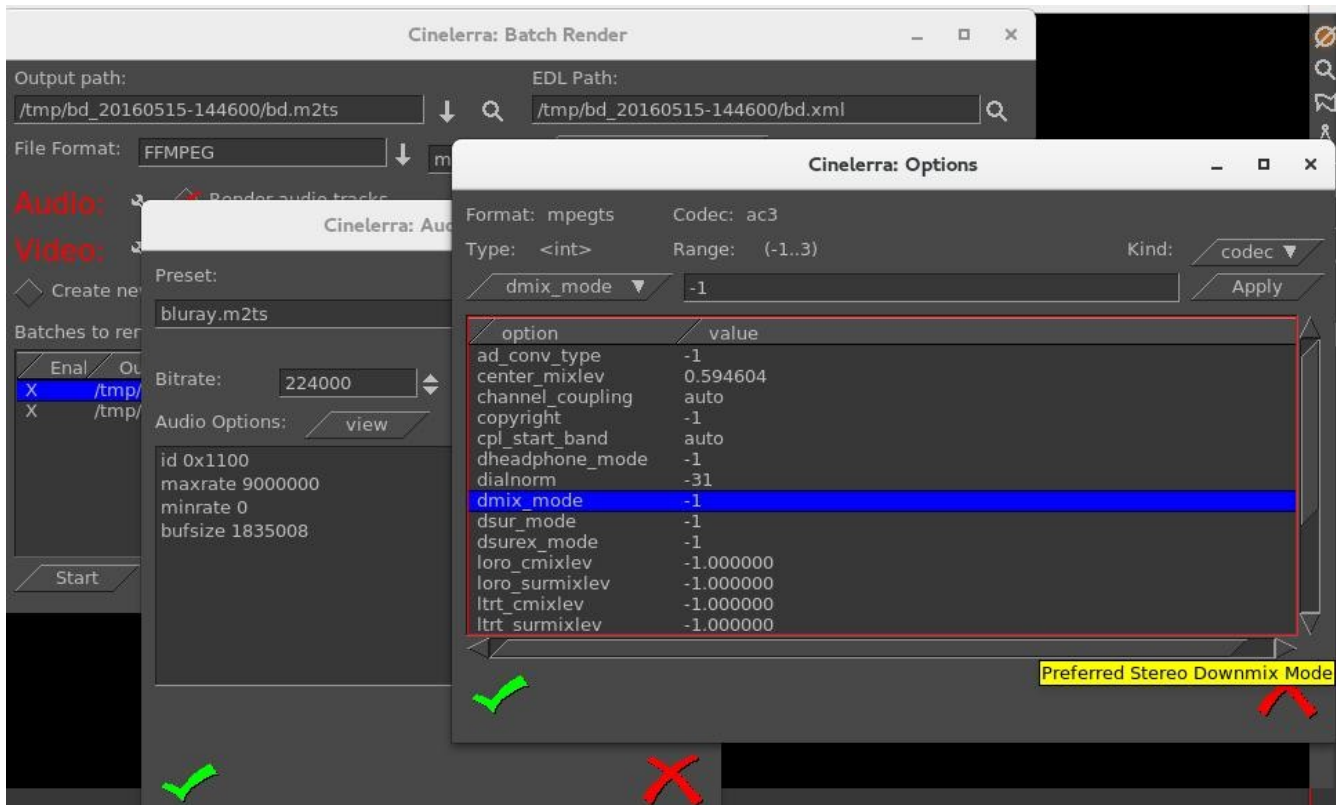 Cinelerra: Batch Render
Output path:
EDL Path:
/tmp/bd_20160515-144600/bd.m2ts
/tmp/bd_20160515-144600/bd.xml
File Format:
FFMPEG
m
Audio:
Render audio tracks
Video:
Create ne
Batches to rer
Enal
Ou
X /tmp/
X /tmp/
Start
Cinelerra: Aud
Preset:
bluray.m2ts
Bitrate:
224000
Audio Options:
view
id 0x1100
maxrate 9000000
minrate 0
bufsize 1835008
Cinelerra: Options
Format: mpegts Codec: ac3
Type: <int> Range: (-1..3) Kind: codec
dmix_mode -1 Apply
option value
ad_conv_type -1
center_mixlev 0.594604
channel_coupling auto
copyright -1
cpl_start_band auto
dheadphone_mode -1
dialnorm -31
dmix_mode -1
dsur_mode -1
dsurex_mode -1
loro_cmixlev -1.000000
loro_surmixlev -1.000000
ltrt_cmixlev -1.000000
ltrt_surmixlev -1.000000
Preferred Stereo Downmix Mode